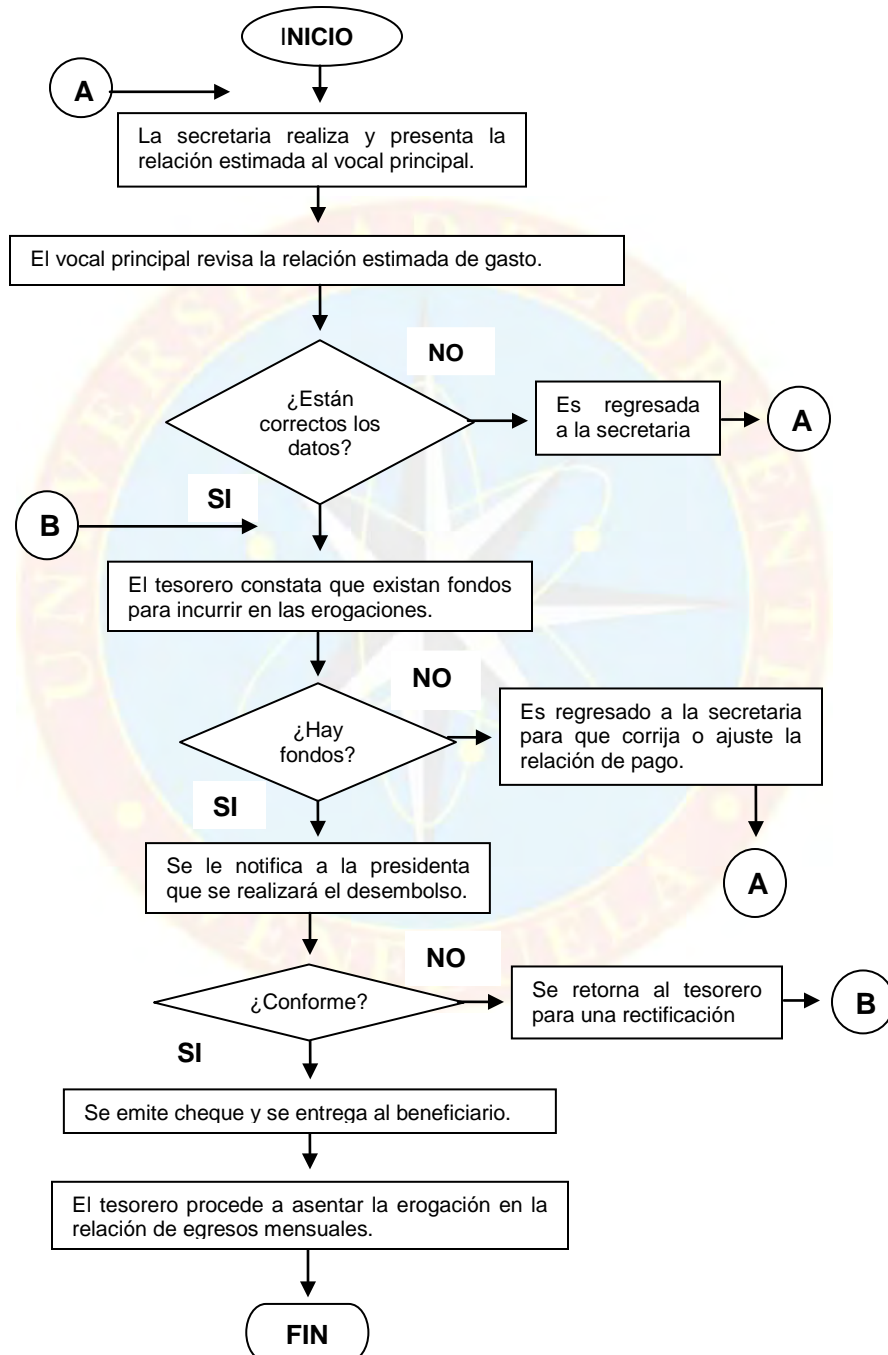 INICIO
A
La secretaria realiza y presenta la
relación estimada al vocal principal.
El vocal principal revisa la relación estimada de gasto.
NO
¿Están
correctos los
datos?
Es regresada
a la secretaria
A
SI
B
El tesorero constata que existan fondos
para incurrir en las erogaciones.
NO
¿Hay
fondos?
Es regresado a la secretaria
para que corrija o ajuste la
relación de pago.
SI
A
Se le notifica a la presidenta
que se realizará el desembolso.
NO
¿Conforme?
Se retorna al tesorero
para una rectificación
B
SI
Se emite cheque y se entrega al beneficiario.
El tesorero procede a asentar la erogación en la
relación de egresos mensuales.
FIN
UNIVERSIDAD DE ORIENTE
VENEZUELA